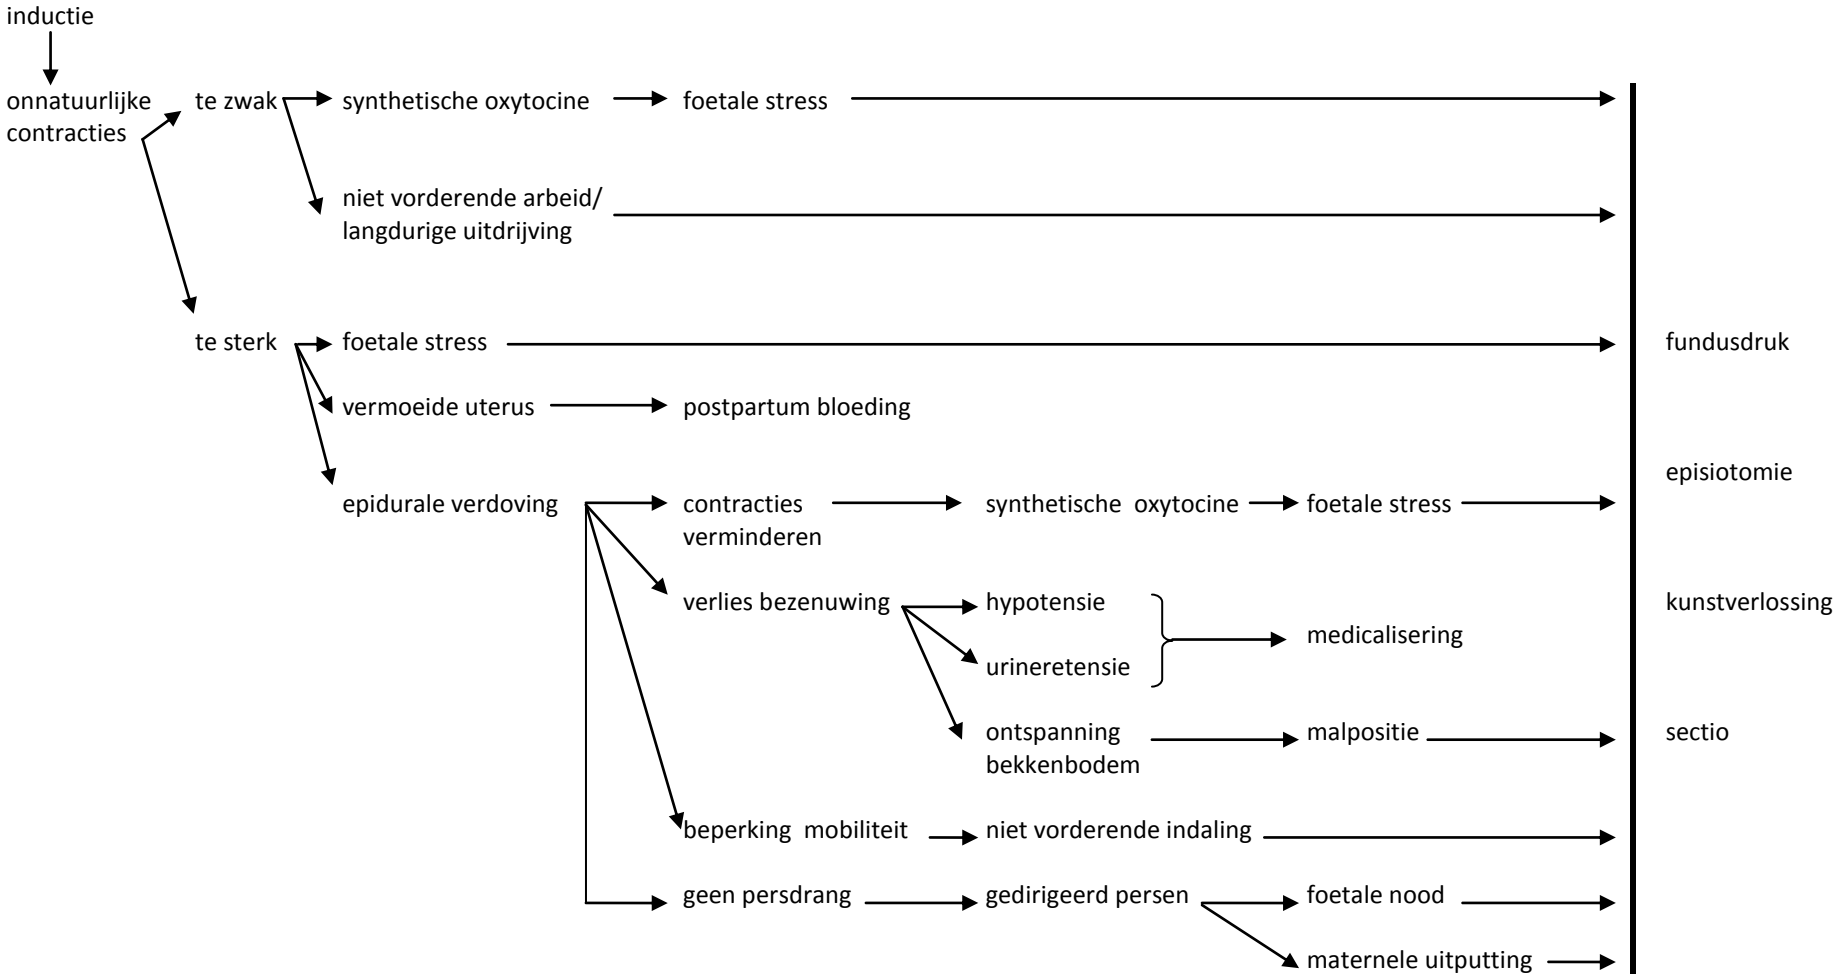 inductie
onnatuurlijke
contracties
te zwak
synthetische oxytocine
foetale stress
niet vorderende arbeid/
langdurige uitdrijving
te sterk
foetale stress
fundusdruk
vermoeide uterus
postpartum bloeding
episiotomie
epidurale verdoving
contracties
verminderen
synthetische oxytocine
foetale stress
verlies bezenuwing
hypotensie
kunstverlossing
urineretensie
medicalisering
ontspanning
bekkenbodem
malpositie
sectio
beperking mobiliteit
niet vorderende indaling
geen persdrang
gedirigeerd persen
foetale nood
maternele uitputting